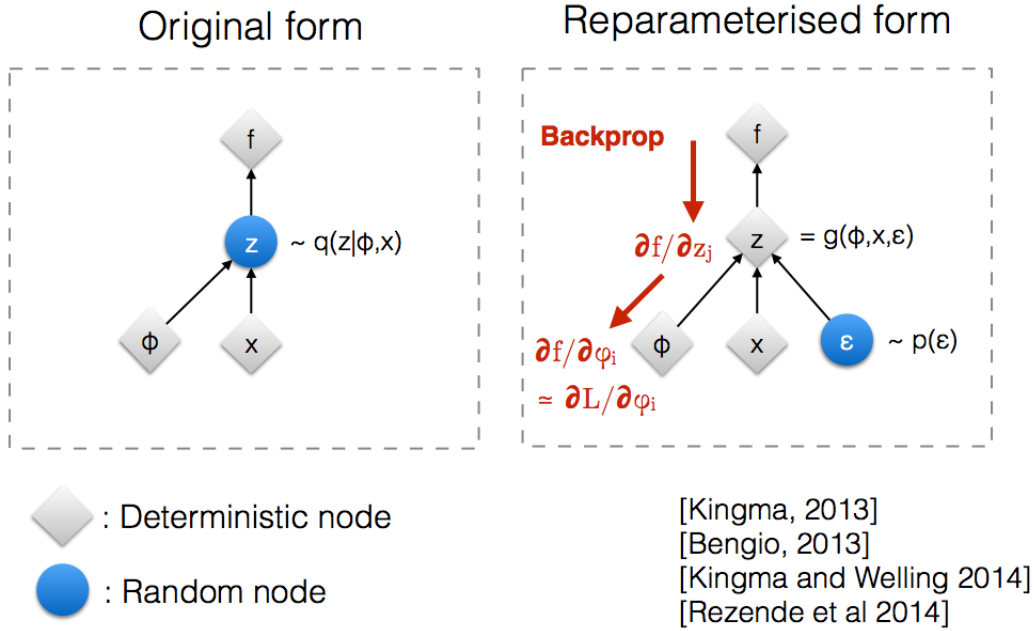 Original form
f
z ~ q(z|ϕ,x)
ϕ x
Reparameterised form
Backprop f
∂f/∂zⱼ z = g(ϕ,x,ε)
∂f/∂φᵢ ϕ x ε ~ p(ε)
≃ ∂L/∂φᵢ
: Deterministic node
: Random node
[Kingma, 2013]
[Bengio, 2013]
[Kingma and Welling 2014]
[Rezende et al 2014]